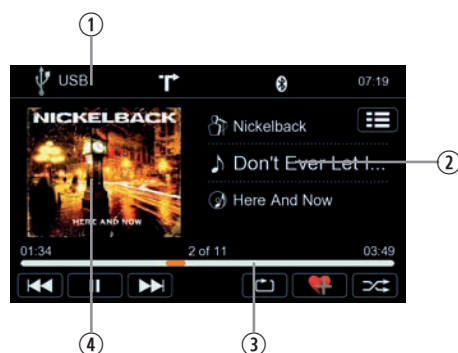 ①
USB 07:19
NICKELBACK
Nickelback
Don't Ever Let I...
②
Here And Now
HERE AND NOW
01:34 2 of 11 03:49
④ ③